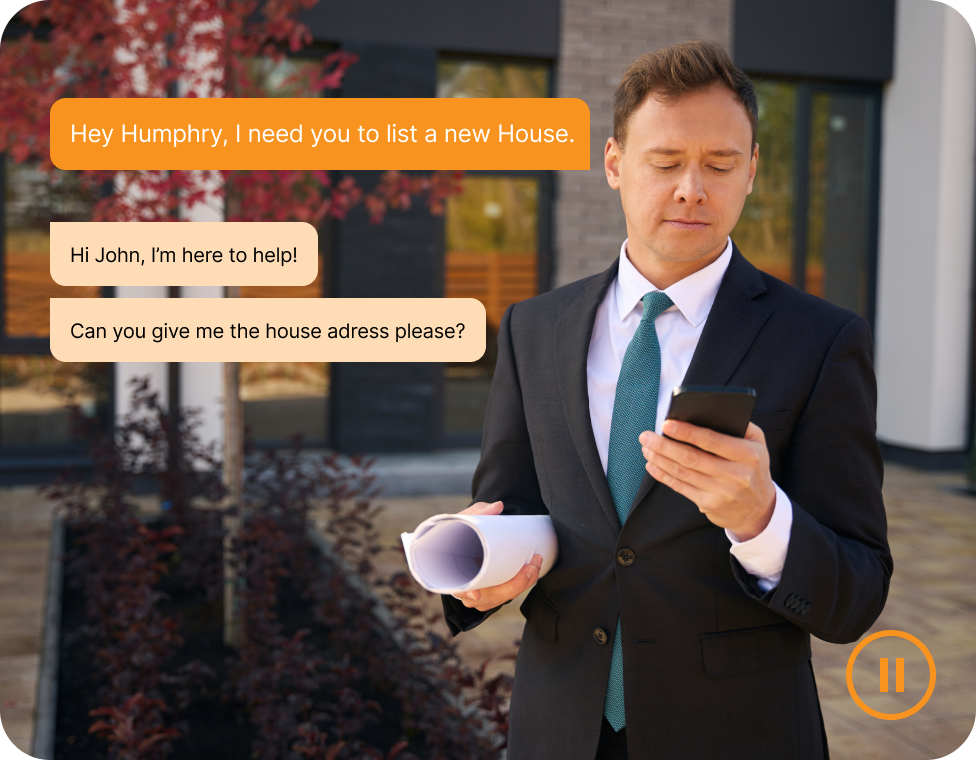 Hey Humphry, I need you to list a new House.
Hi John, I'm here to help!
Can you give me the house adress please?